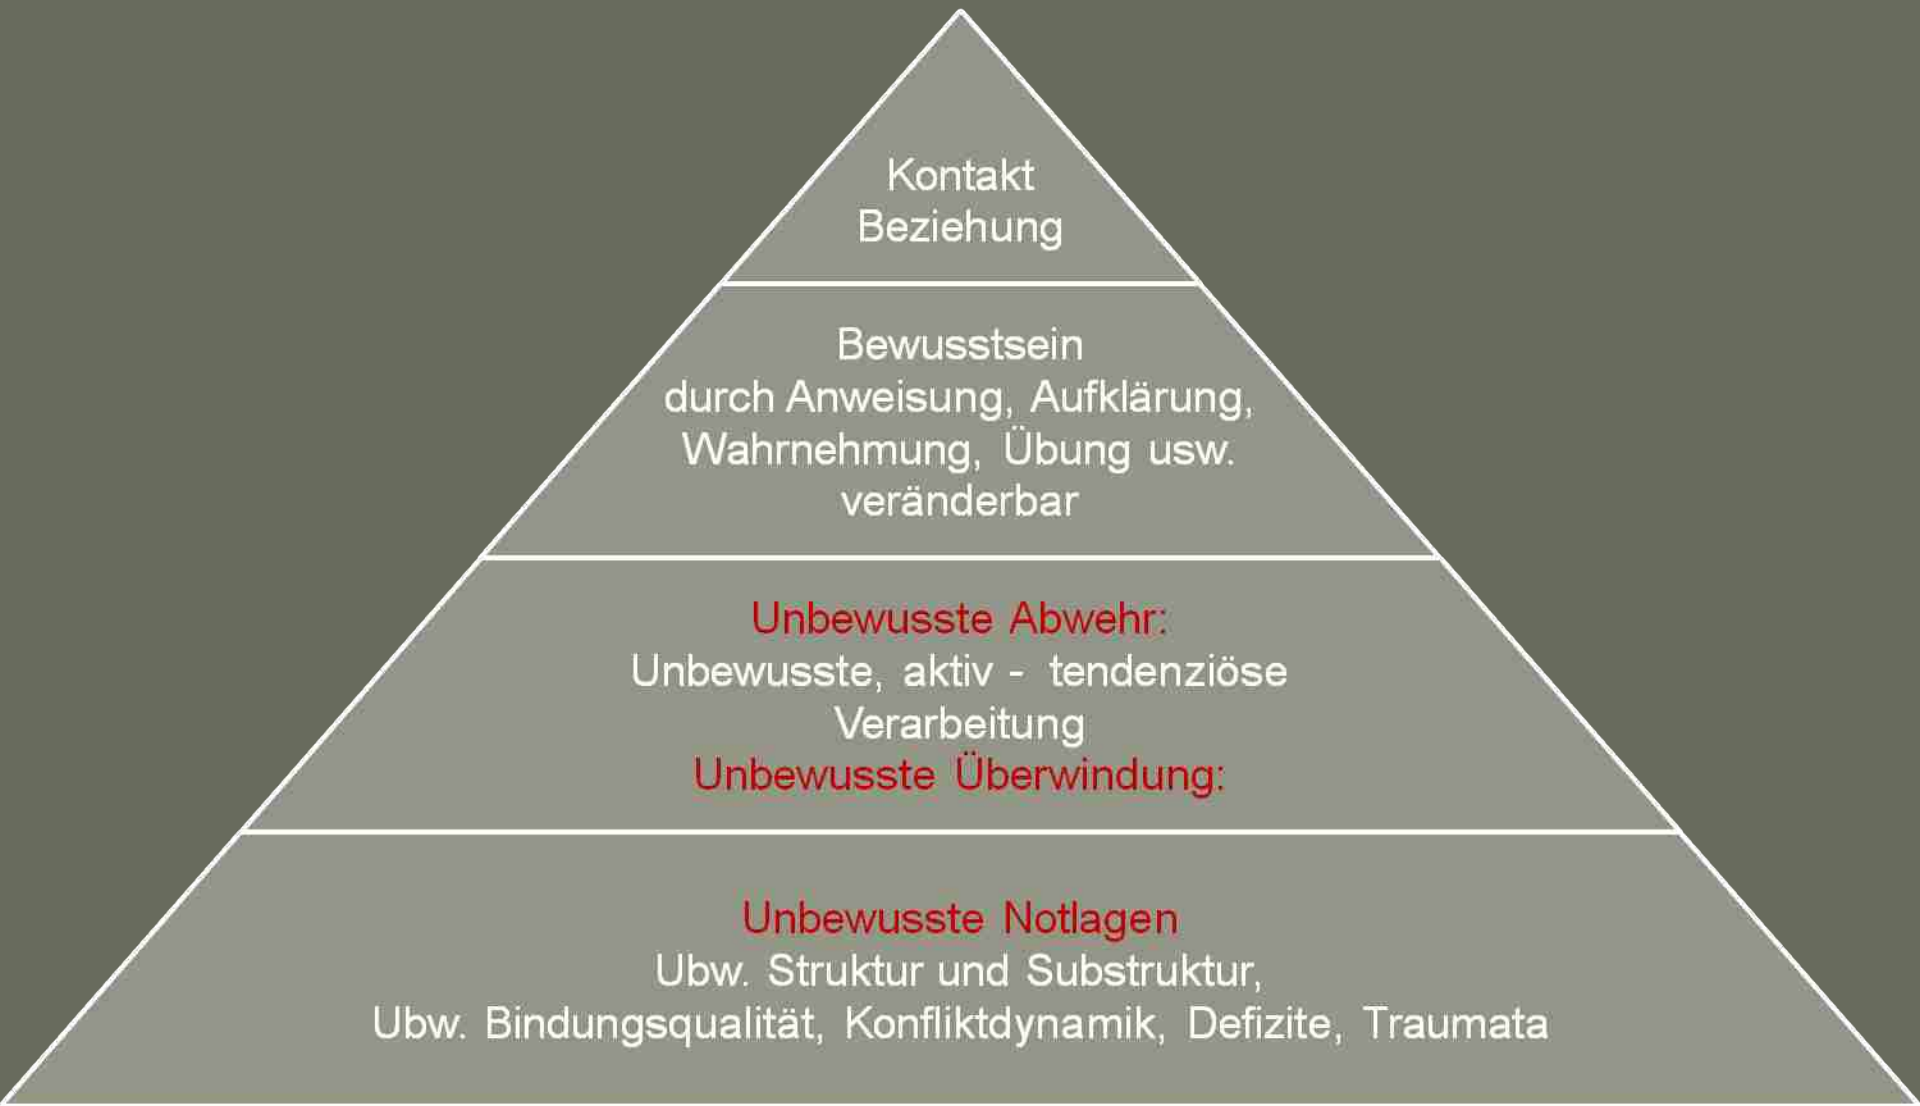 Kontakt
Beziehung
Bewusstsein
durch Anweisung, Aufklärung,
Wahrnehmung, Übung usw.
veränderbar
Unbewusste Abwehr:
Unbewusste, aktiv - tendenziöse
Verarbeitung
Unbewusste Überwindung:
Unbewusste Notlagen
Ubw. Struktur und Substruktur,
Ubw. Bindungsqualität, Konfliktdynamik, Defizite, Traumata